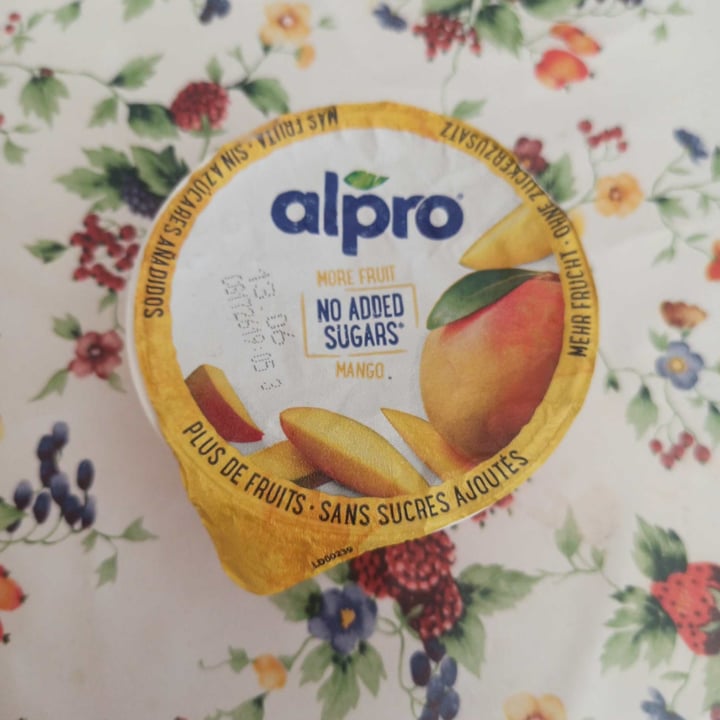 alpro
MORE FRUIT
NO ADDED
SUGARS*
MANGO.
13.06
MÁS FRUTA · SIN AZÚCARES AÑADIDOS
MEHR FRUCHT · OHNE ZUCKERZUSATZ
PLUS DE FRUITS · SANS SUCRES AJOUTÉS